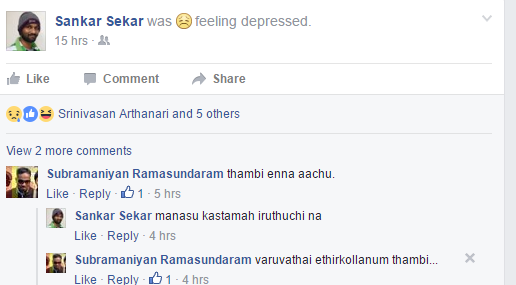 Sankar Sekar was feeling depressed.
15 hrs ·
Like Comment Share
Srinivasan Arthanari and 5 others
View 2 more comments
Subramaniyan Ramasundaram thambi enna aachu.
Like · Reply · 1 · 5 hrs
Sankar Sekar manasu kastamah iruthuchi na
Like · Reply · 4 hrs
Subramaniyan Ramasundaram varuvathai ethirkollanum thambi...
Like · Reply · 1 · 4 hrs